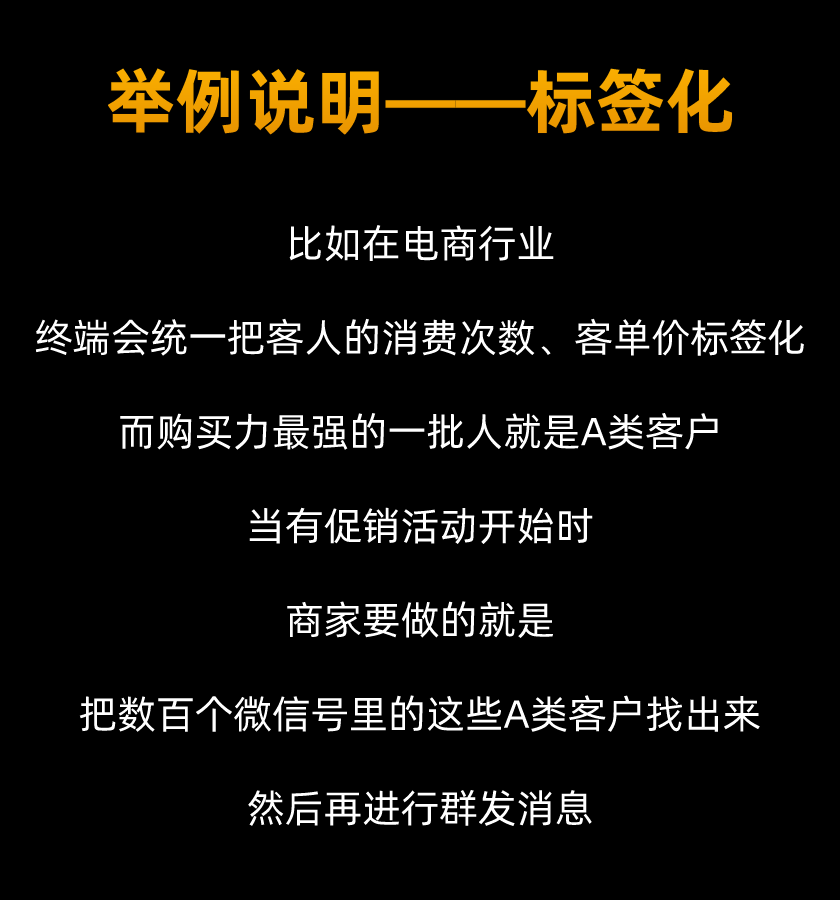 举例说明——标签化
比如在电商行业
终端会统一把客人的消费次数、客单价标签化
而购买力最强的一批人就是A类客户
当有促销活动开始时
商家要做的就是
把数百个微信号里的这些A类客户找出来
然后再进行群发消息